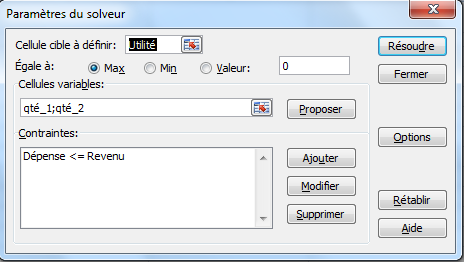 Paramètres du solveur
Cellule cible à définir: Utilité
Résoudre
Égale à: Max Min Valeur: 0
Fermer
Cellules variables:
qté_1;qté_2
Proposer
Contraintes:
Options
Dépense <= Revenu
Ajouter
Modifier
Rétablir
Supprimer
Aide